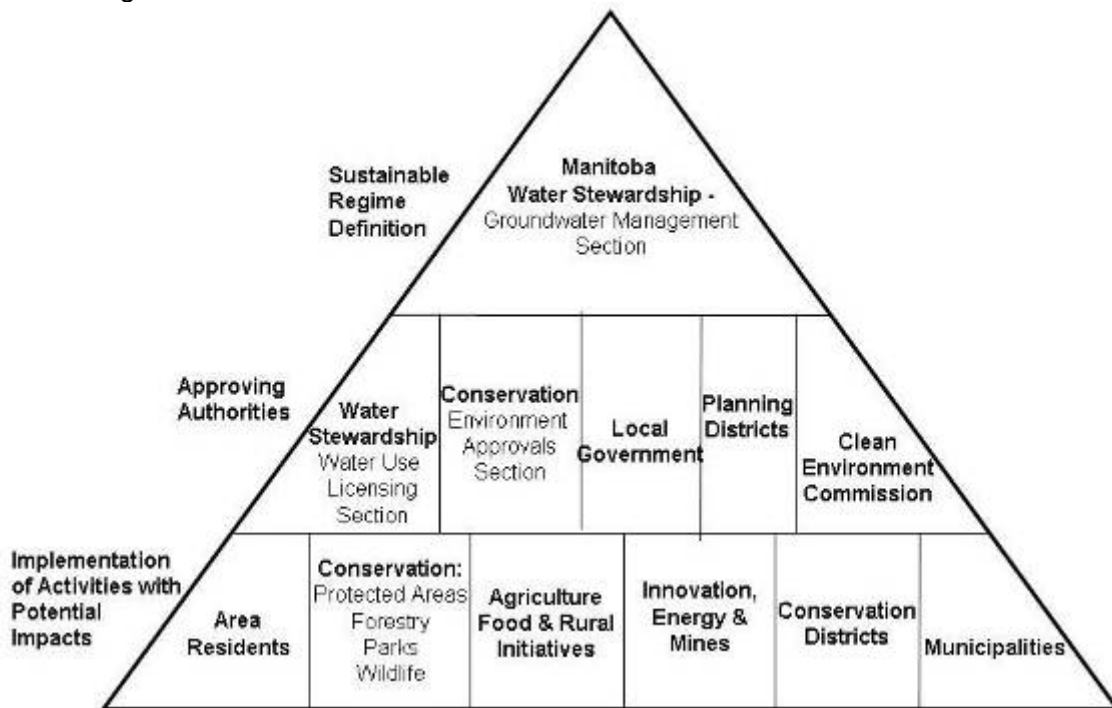 Sustainable
Regime
Definition
Manitoba
Water Stewardship -
Groundwater Management
Section
Approving
Authorities
Water
Stewardship
Water Use
Licensing
Section
Conservation
Environment
Approvals
Section
Local
Government
Planning
Districts
Clean
Environment
Commission
Implementation
of Activities with
Potential
Impacts
Area
Residents
Conservation:
Protected Areas
Forestry
Parks
Wildlife
Agriculture
Food & Rural
Initiatives
Innovation,
Energy &
Mines
Conservation
Districts
Municipalities